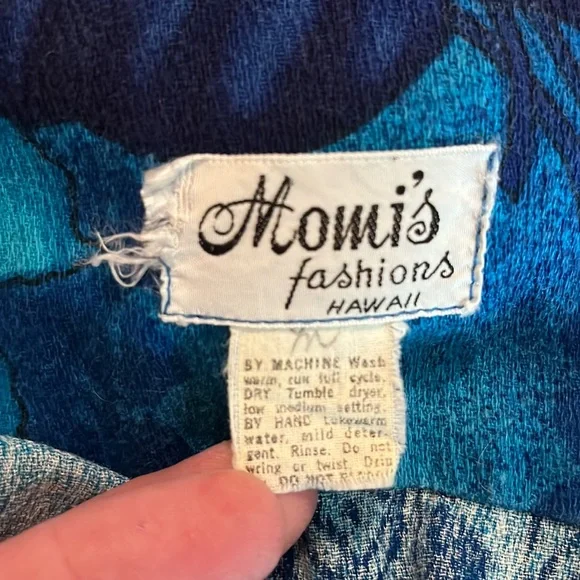 Momi's
fashions
HAWAII
M
BY MACHINE Wash
warm, run full cycle.
DRY Tumble dryer,
low medium setting.
BY HAND Lukewarm
water, mild deter-
gent. Rinse. Do not
wring or twist. Drip
DO NOT